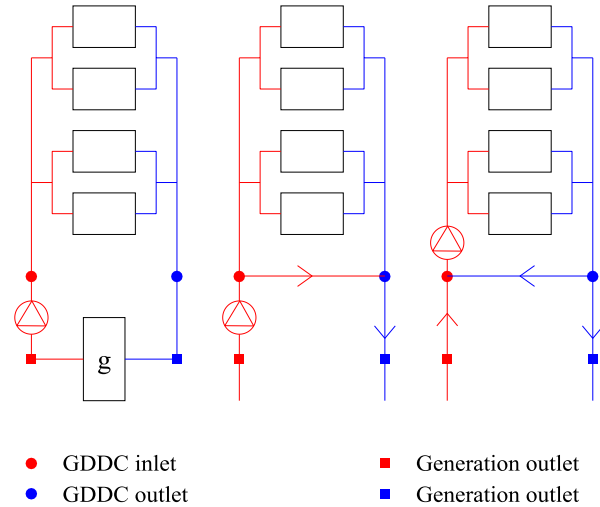 g
GDDC inlet
Generation outlet
GDDC outlet
Generation outlet